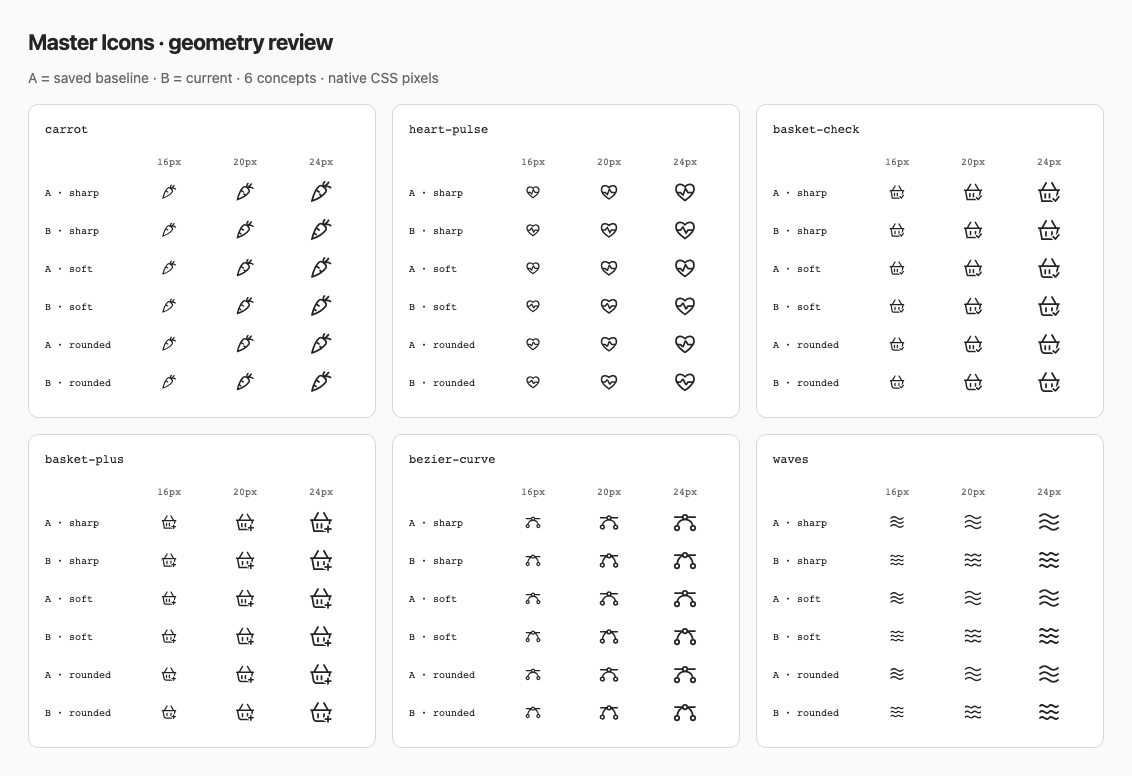 Master Icons · geometry review
A = saved baseline · B = current · 6 concepts · native CSS pixels
carrot
16px 20px 24px
A · sharp
B · sharp
A · soft
B · soft
A · rounded
B · rounded
heart-pulse
16px 20px 24px
A · sharp
B · sharp
A · soft
B · soft
A · rounded
B · rounded
basket-check
16px 20px 24px
A · sharp
B · sharp
A · soft
B · soft
A · rounded
B · rounded
basket-plus
16px 20px 24px
A · sharp
B · sharp
A · soft
B · soft
A · rounded
B · rounded
bezier-curve
16px 20px 24px
A · sharp
B · sharp
A · soft
B · soft
A · rounded
B · rounded
waves
16px 20px 24px
A · sharp
B · sharp
A · soft
B · soft
A · rounded
B · rounded